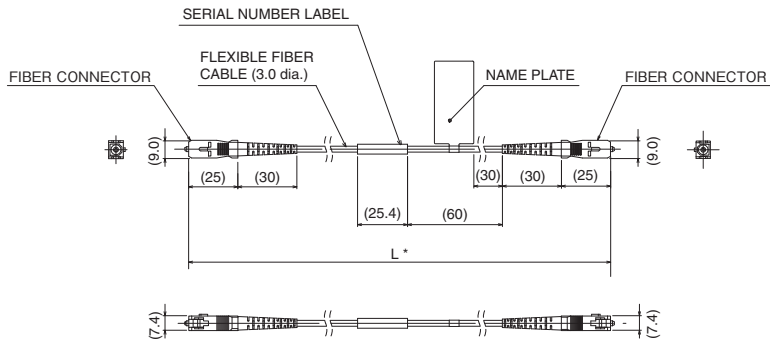 SERIAL NUMBER LABEL
FLEXIBLE FIBER
CABLE (3.0 dia.)
NAME PLATE
FIBER CONNECTOR
FIBER CONNECTOR
(9.0)
(9.0)
(25)
(30)
(30)
(30)
(25)
(25.4)
(60)
L *
(7.4)
(7.4)